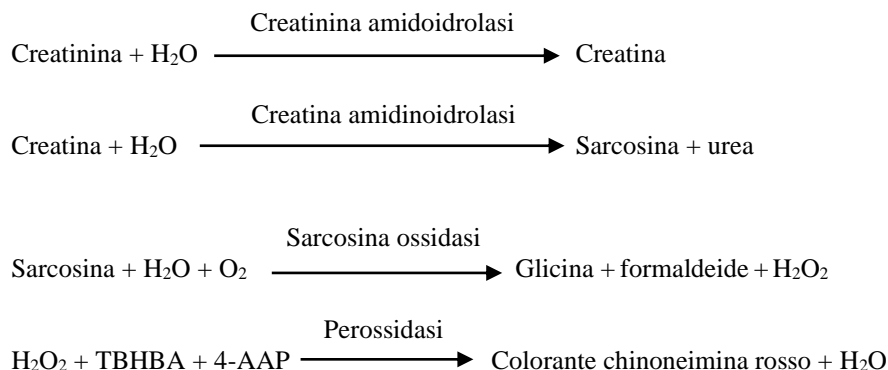 Creatinina amidoidrolasi
Creatinina + H₂O Creatina
Creatina amidinoidrolasi
Creatina + H₂O Sarcosina + urea
Sarcosina ossidasi
Sarcosina + H₂O + O₂ Glicina + formaldeide + H₂O₂
Perossidasi
H₂O₂ + TBHBA + 4-AAP Colorante chinoneimina rosso + H₂O